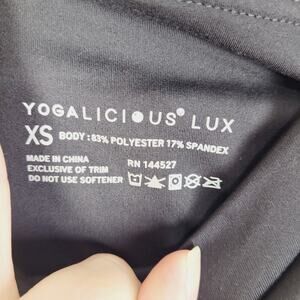 YOGALICIOUS® LUX
XS BODY: 83% POLYESTER 17% SPANDEX
MADE IN CHINA RN 144527
EXCLUSIVE OF TRIM
DO NOT USE SOFTENER